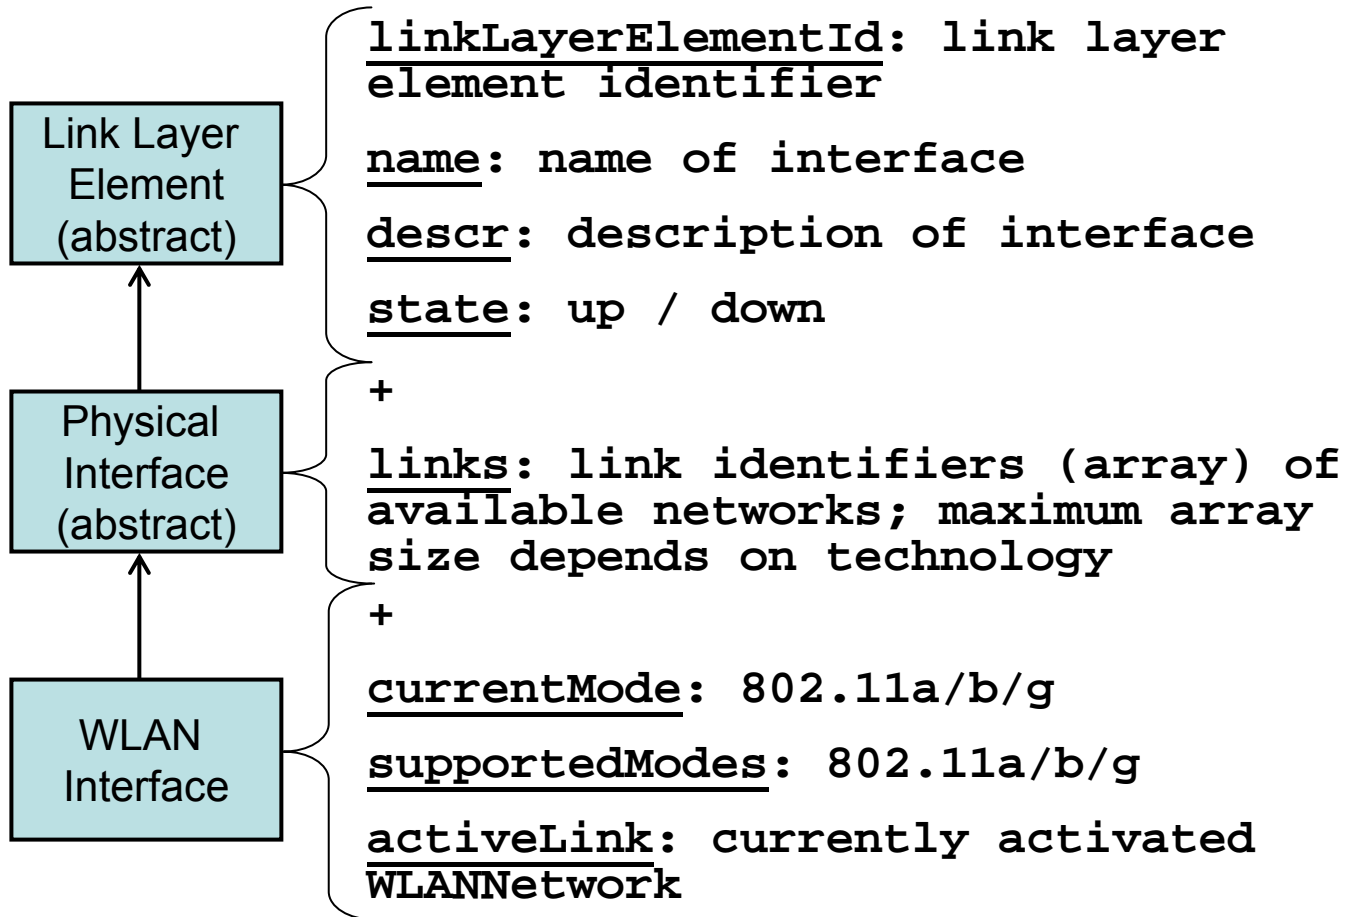 linkLayerElementId: link layer
element identifier
Link Layer
Element
(abstract)
name: name of interface
descr: description of interface
state: up / down
+
Physical
Interface
(abstract)
links: link identifiers (array) of
available networks; maximum array
size depends on technology
+
WLAN
Interface
currentMode: 802.11a/b/g
supportedModes: 802.11a/b/g
activeLink: currently activated
WLANNetwork